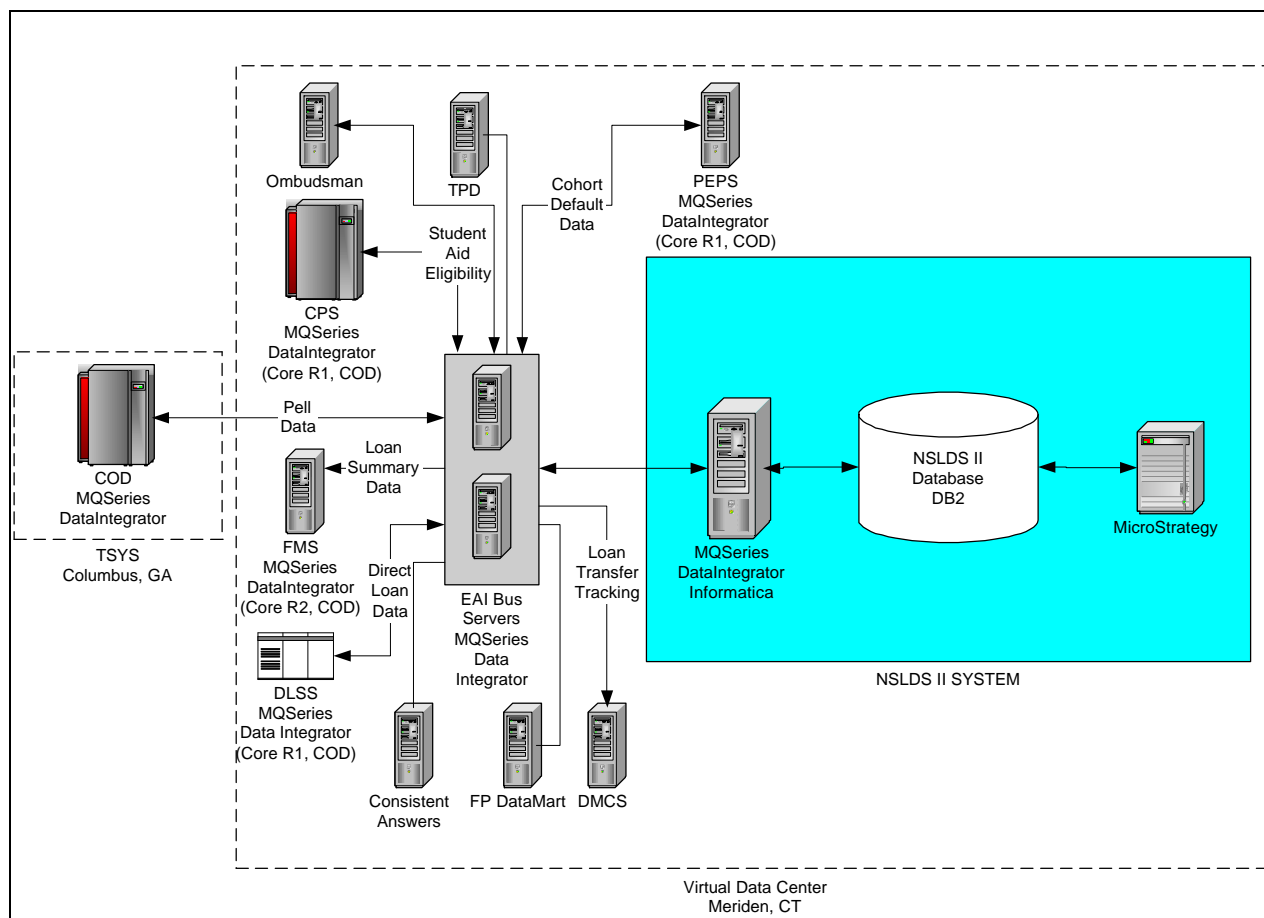 Ombudsman
TPD
PEPS
MQSeries
DataIntegrator
(Core R1, COD)
Cohort
Default
Data
Student
Aid
Eligibility
CPS
MQSeries
DataIntegrator
(Core R1, COD)
COD
MQSeries
DataIntegrator
TSYS
Columbus, GA
Pell
Data
Loan
Summary
Data
FMS
MQSeries
DataIntegrator
(Core R2, COD)
Direct
Loan
Data
DLSS
MQSeries
Data Integrator
(Core R1, COD)
EAI Bus
Servers
MQSeries
Data
Integrator
Loan
Transfer
Tracking
MQSeries
DataIntegrator
Informatica
NSLDS II
Database
DB2
MicroStrategy
NSLDS II SYSTEM
Consistent
Answers
FP DataMart
DMCS
Virtual Data Center
Meriden, CT